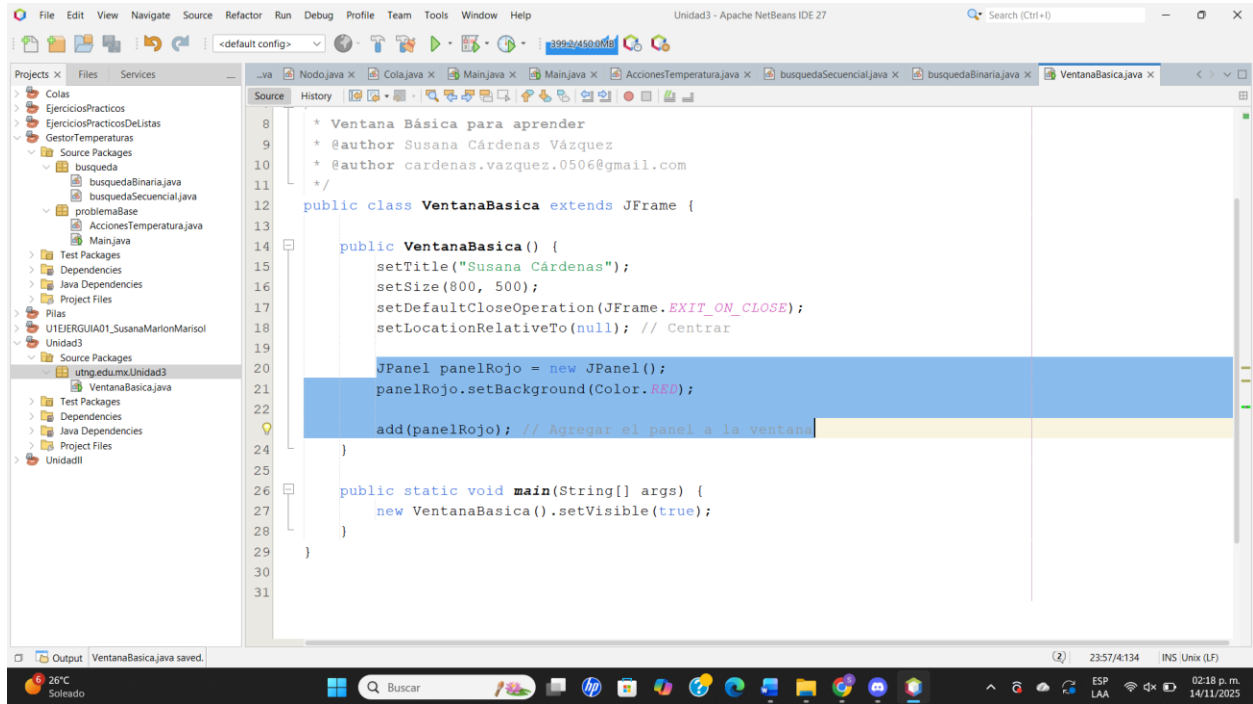 File Edit View Navigate Source Refactor Run Debug Profile Team Tools Window Help
Unidad3 - Apache NetBeans IDE 27
Search (Ctrl+I)
<default config>
399.2/450.0MB
Projects
Files
Services
...va
Nodo.java
Cola.java
Main.java
Main.java
AccionesTemperatura.java
busquedaSecuencial.java
busquedaBinaria.java
VentanaBasica.java
Source
History
Colas
EjerciciosPracticos
EjerciciosPracticosDeListas
GestorTemperaturas
Source Packages
busqueda
busquedaBinaria.java
busquedaSecuencial.java
problemaBase
AccionesTemperatura.java
Main.java
Test Packages
Dependencies
Java Dependencies
Project Files
Pilas
U1EJERGUIA01_SusanaMarlonMarisol
Unidad3
Source Packages
utng.edu.mx.Unidad3
VentanaBasica.java
Test Packages
Dependencies
Java Dependencies
Project Files
UnidadII
8 * Ventana Básica para aprender
9 * @author Susana Cárdenas Vázquez
10 * @author cardenas.vazquez.0506@gmail.com
11 */
12 public class VentanaBasica extends JFrame {
13
14 public VentanaBasica() {
15 setTitle("Susana Cárdenas");
16 setSize(800, 500);
17 setDefaultCloseOperation(JFrame.EXIT_ON_CLOSE);
18 setLocationRelativeTo(null); // Centrar
19
20 JPanel panelRojo = new JPanel();
21 panelRojo.setBackground(Color.RED);
22
add(panelRojo); // Agregar el panel a la ventana
24 }
25
26 public static void main(String[] args) {
27 new VentanaBasica().setVisible(true);
28 }
29 }
30
31
Output
VentanaBasica.java saved.
2
23:57/4:134
INS
Unix (LF)
6
26°C
Soleado
Buscar
ESP
LAA
02:18 p. m.
14/11/2025